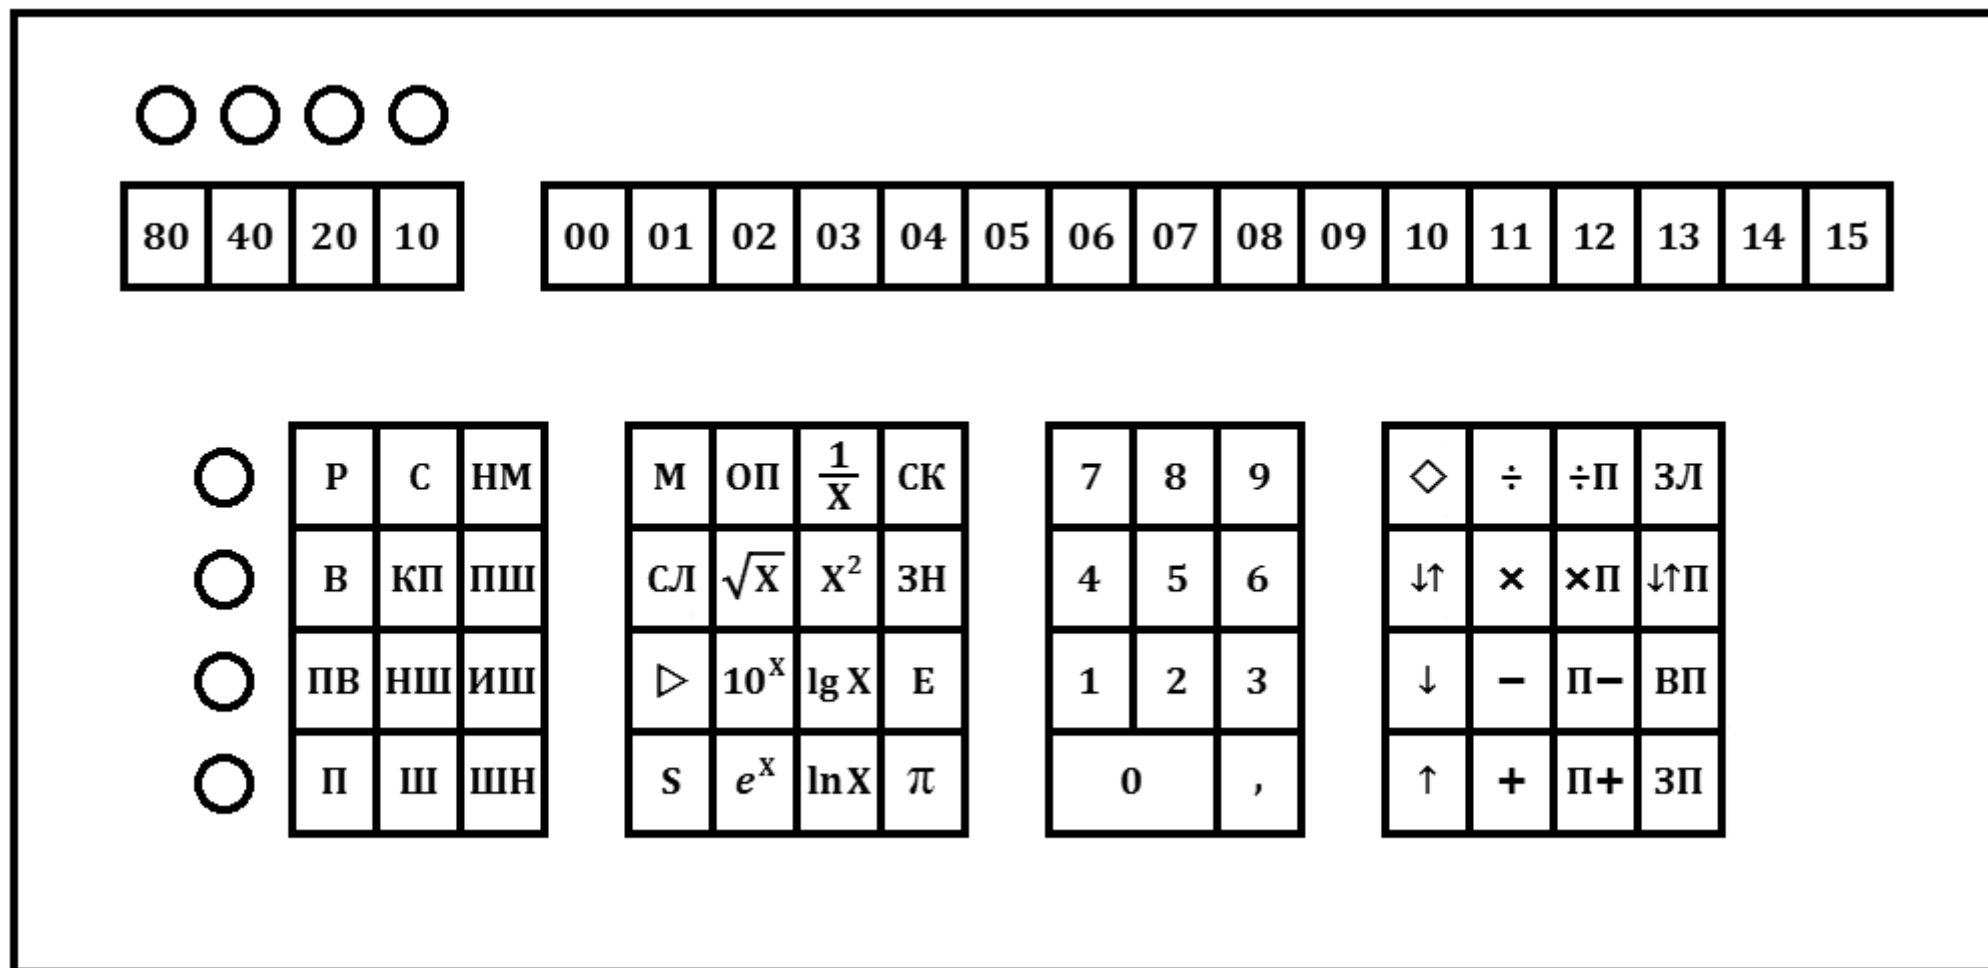 80 40 20 10 00 01 02 03 04 05 06 07 08 09 10 11 12 13 14 15
Р С НМ М ОП 1/X СК 7 8 9 ◇ ÷ ÷П ЗЛ
В КП ПШ СЛ √X X² ЗН 4 5 6 ↓↑ × ×П ↓↑П
ПВ НШ ИШ ▷ 10ˣ lg X Е 1 2 3 ↓ − П− ВП
П Ш ШН S eˣ ln X π 0 , ↑ + П+ ЗП